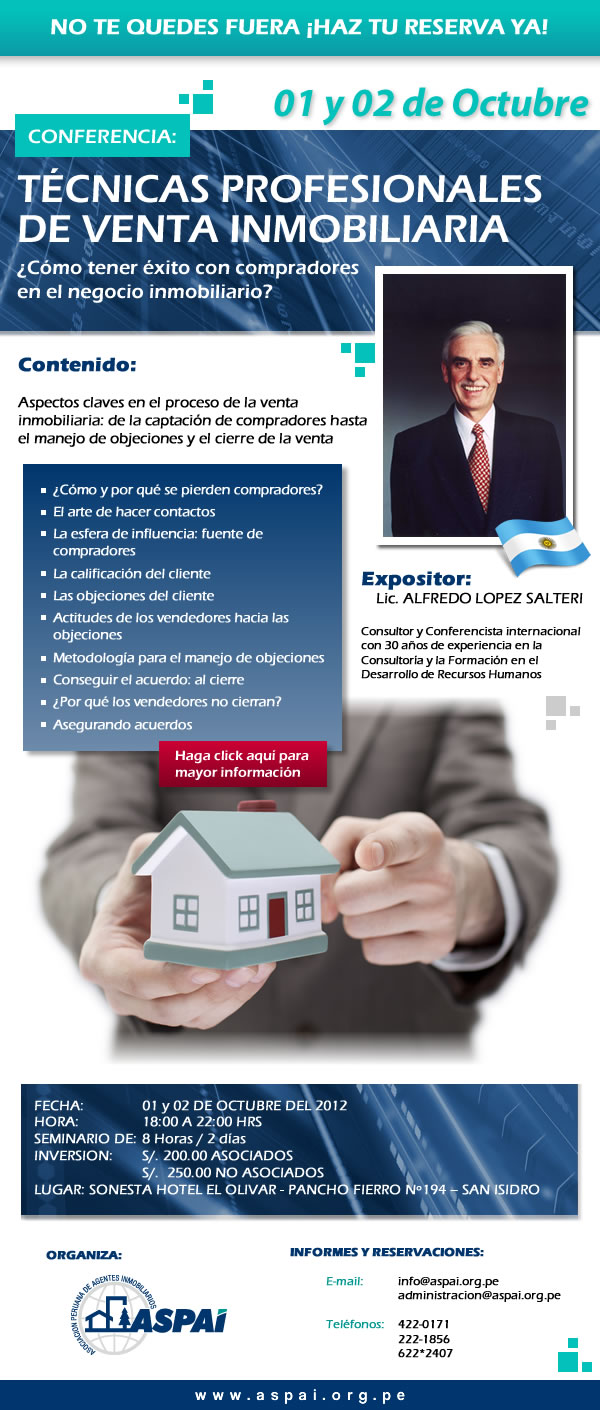 NO TE QUEDES FUERA ¡HAZ TU RESERVA YA!
01 y 02 de Octubre
CONFERENCIA:
TÉCNICAS PROFESIONALES
DE VENTA INMOBILIARIA
¿Cómo tener éxito con compradores
en el negocio inmobiliario?
Contenido:
Aspectos claves en el proceso de la venta
inmobiliaria: de la captación de compradores hasta
el manejo de objeciones y el cierre de la venta
¿Cómo y por qué se pierden compradores?
El arte de hacer contactos
La esfera de influencia: fuente de
compradores
La calificación del cliente
Las objeciones del cliente
Actitudes de los vendedores hacia las
objeciones
Metodología para el manejo de objeciones
Conseguir el acuerdo: al cierre
¿Por qué los vendedores no cierran?
Asegurando acuerdos
Haga click aquí para
mayor información
Expositor:
Lic. ALFREDO LOPEZ SALTERI
Consultor y Conferencista internacional
con 30 años de experiencia en la
Consultoría y la Formación en el
Desarrollo de Recursos Humanos
FECHA: 01 y 02 DE OCTUBRE DEL 2012
HORA: 18:00 A 22:00 HRS
SEMINARIO DE: 8 Horas / 2 días
INVERSION: S/. 200.00 ASOCIADOS
S/. 250.00 NO ASOCIADOS
LUGAR: SONESTA HOTEL EL OLIVAR - PANCHO FIERRO Nº194 – SAN ISIDRO
ORGANIZA:
ASOCIACIÓN PERUANA DE AGENTES INMOBILIARIOS
ASPAi
INFORMES Y RESERVACIONES:
E-mail: info@aspai.org.pe
administracion@aspai.org.pe
Teléfonos: 422-0171
222-1856
622*2407
www.aspai.org.pe